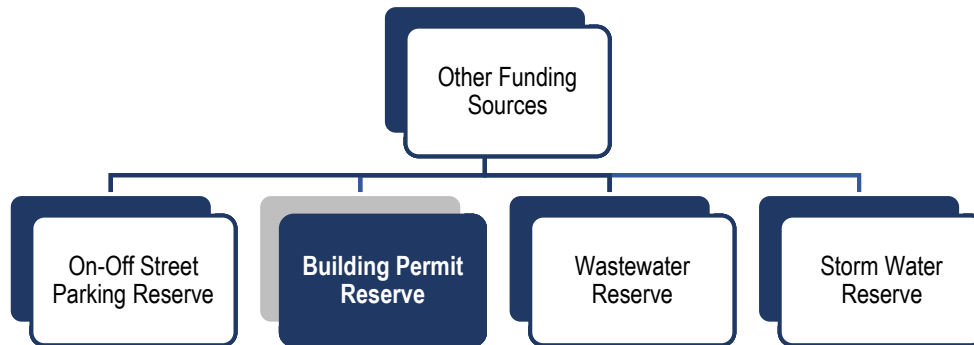 Other Funding
Sources
On-Off Street
Parking Reserve
Building Permit
Reserve
Wastewater
Reserve
Storm Water
Reserve